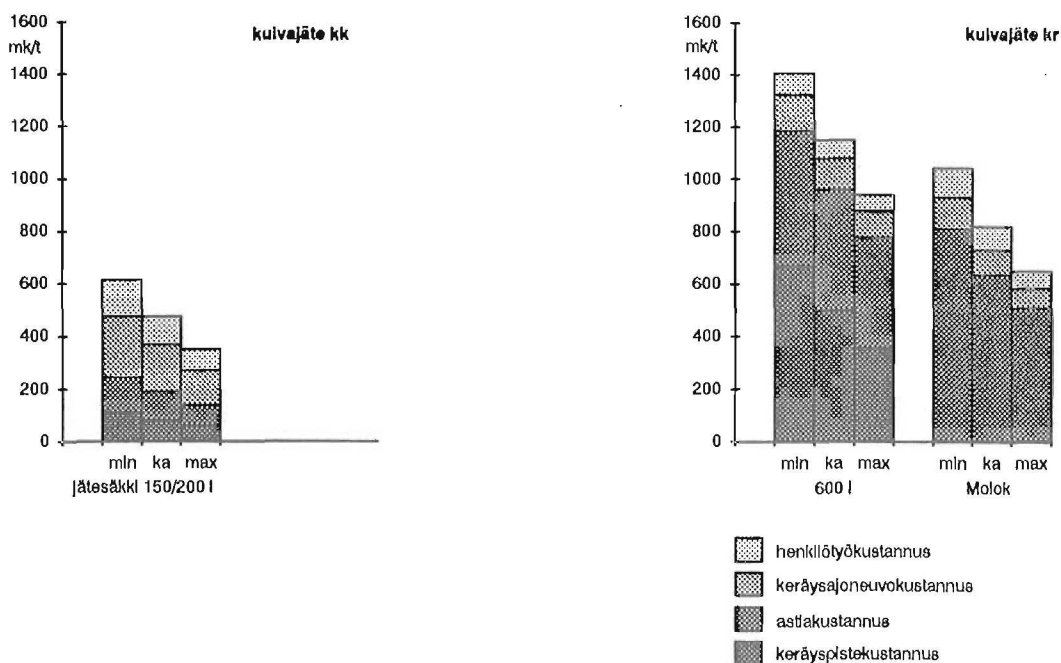 kuivajäte kk
1600
mk/t
1400
1200
1000
800
600
400
200
0
min ka max
jätesäkki 150/200 l
kuivajäte kr
1600
mk/t
1400
1200
1000
800
600
400
200
0
min ka max min ka max
600 l Molok
henkilötyökustannus
keräysajoneuvokustannus
astiakustannus
keräyspistekustannus